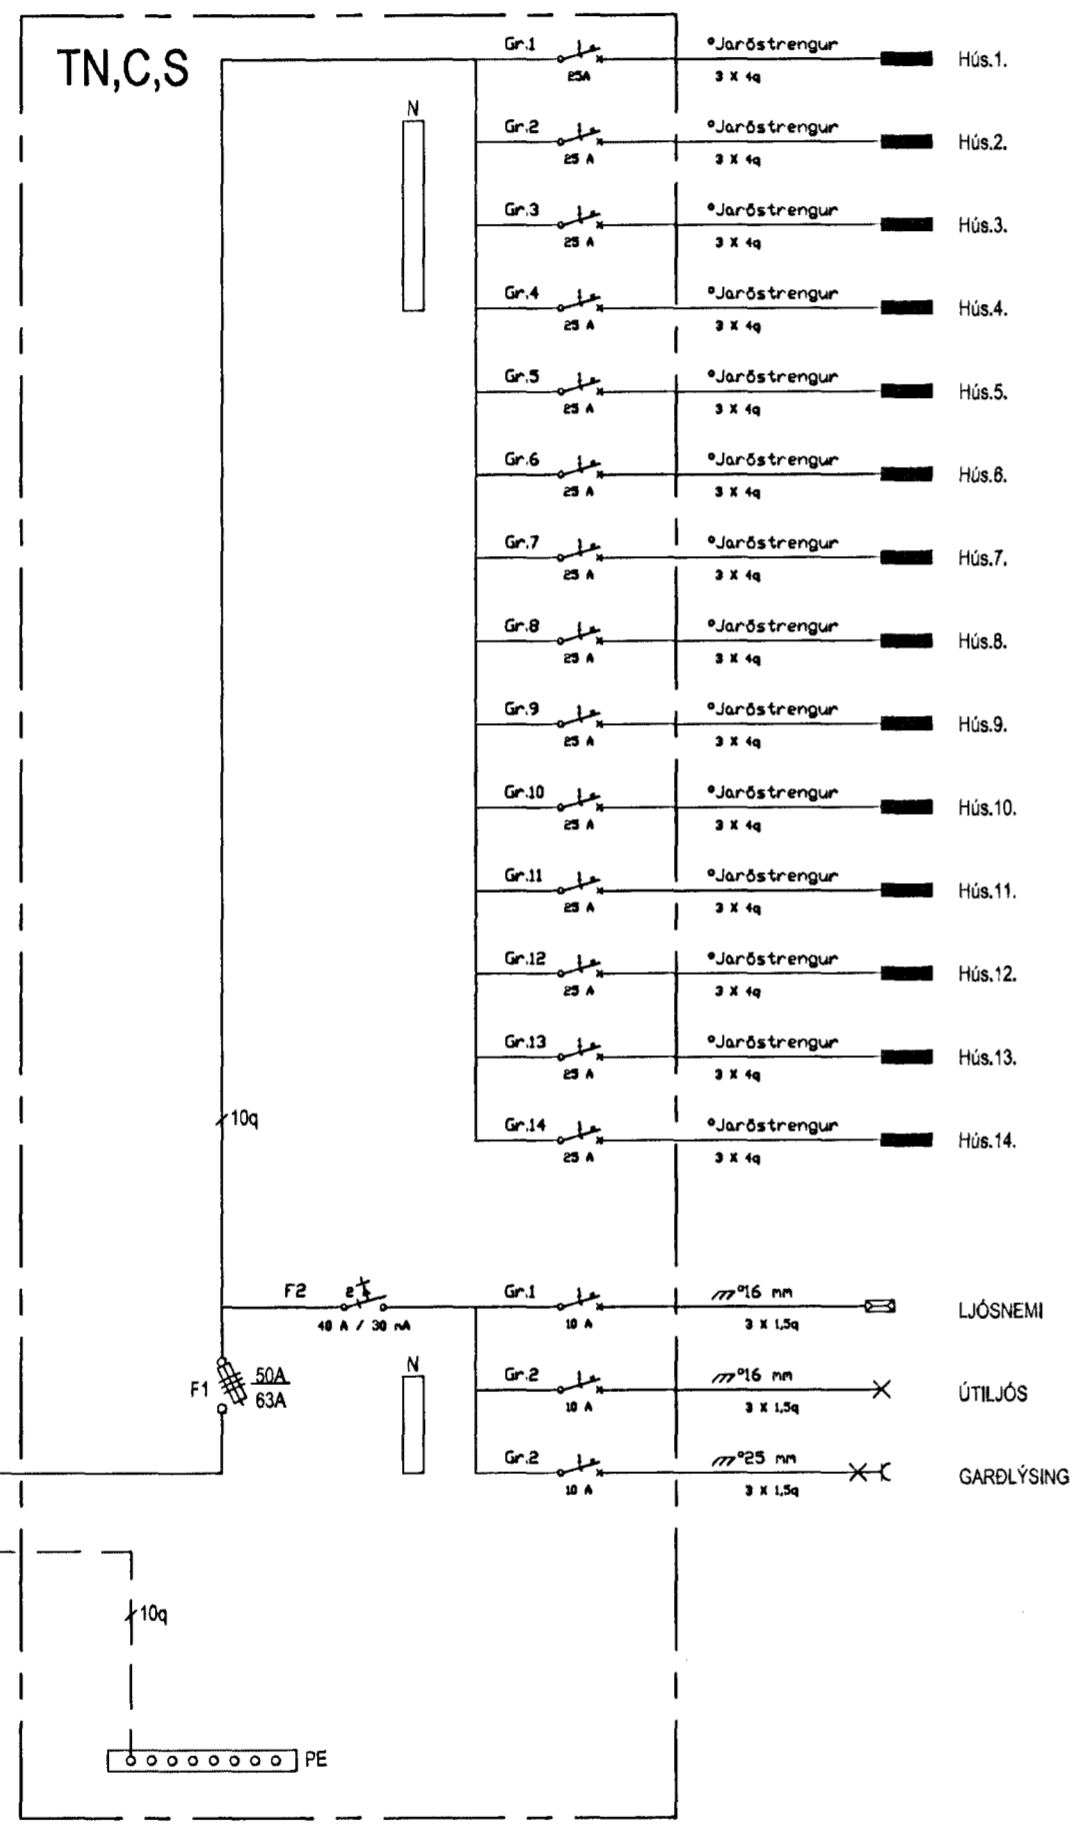 TN,C,S
N
Gr.1 °Jarðstrengur Hús.1.
25A 3 X 4q
Gr.2 °Jarðstrengur Hús.2.
25 A 3 X 4q
Gr.3 °Jarðstrengur Hús.3.
25 A 3 X 4q
Gr.4 °Jarðstrengur Hús.4.
25 A 3 X 4q
Gr.5 °Jarðstrengur Hús.5.
25 A 3 X 4q
Gr.6 °Jarðstrengur Hús.6.
25 A 3 X 4q
Gr.7 °Jarðstrengur Hús.7.
25 A 3 X 4q
Gr.8 °Jarðstrengur Hús.8.
25 A 3 X 4q
Gr.9 °Jarðstrengur Hús.9.
25 A 3 X 4q
Gr.10 °Jarðstrengur Hús.10.
25 A 3 X 4q
Gr.11 °Jarðstrengur Hús.11.
25 A 3 X 4q
Gr.12 °Jarðstrengur Hús.12.
25 A 3 X 4q
Gr.13 °Jarðstrengur Hús.13.
25 A 3 X 4q
10q
Gr.14 °Jarðstrengur Hús.14.
25 A 3 X 4q
F2 2 Gr.1 °16 mm LJÓSNEMI
40 A / 30 mA 10 A 3 X 1,5q
F1 50A
63A
N
Gr.2 °16 mm ÚTILJÓS
10 A 3 X 1,5q
Gr.2 °25 mm GARÐLÝSING
10 A 3 X 1,5q
10q
PE